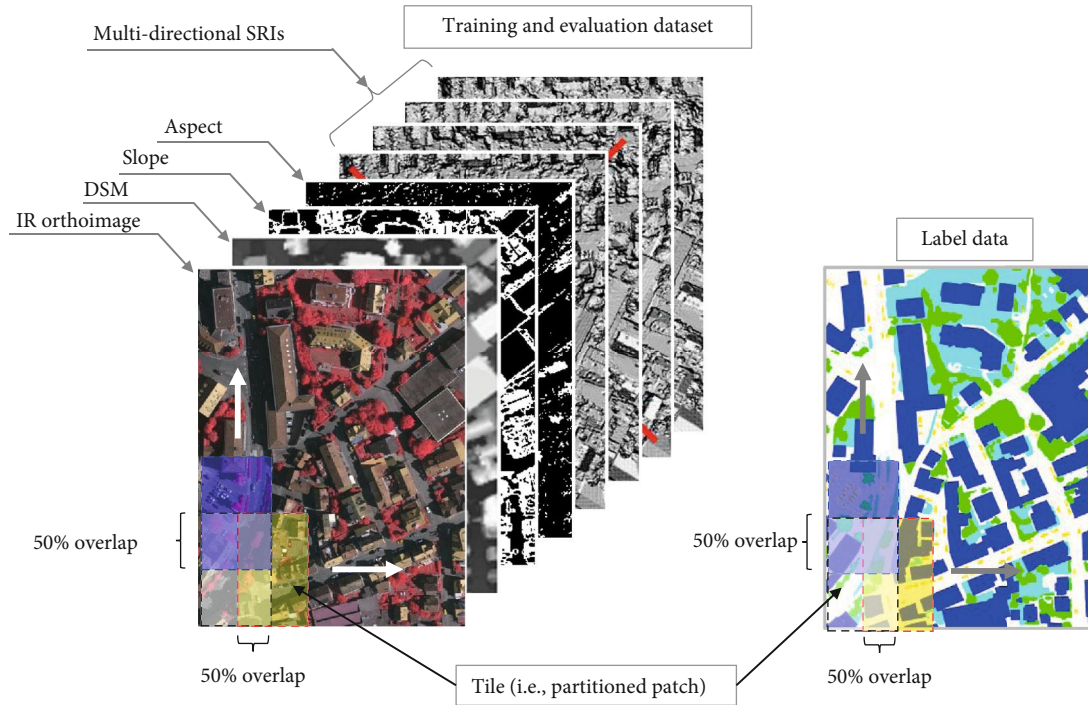 Training and evaluation dataset
Multi-directional SRIs
Aspect
Slope
DSM
IR orthoimage
Label data
50% overlap
50% overlap
50% overlap
50% overlap
Tile (i.e., partitioned patch)